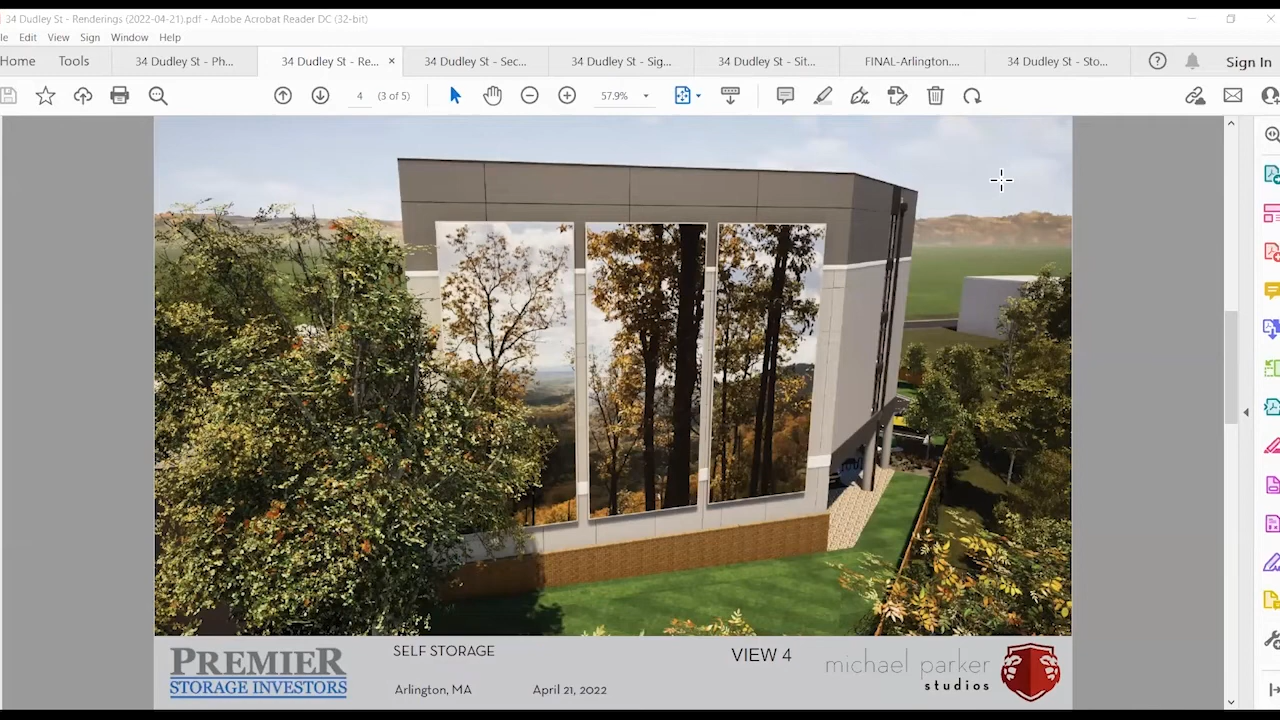 34 Dudley St - Renderings (2022-04-21).pdf - Adobe Acrobat Reader DC (32-bit)
le Edit View Sign Window Help
Home Tools 34 Dudley St - Ph... 34 Dudley St - Re... × 34 Dudley St - Sec... 34 Dudley St - Sig... 34 Dudley St - Sit... FINAL-Arlington.... 34 Dudley St - Sto... Sign In
4 (3 of 5) 57.9%
PREMIER
STORAGE INVESTORS
SELF STORAGE
Arlington, MA April 21, 2022
VIEW 4
michael parker
studios